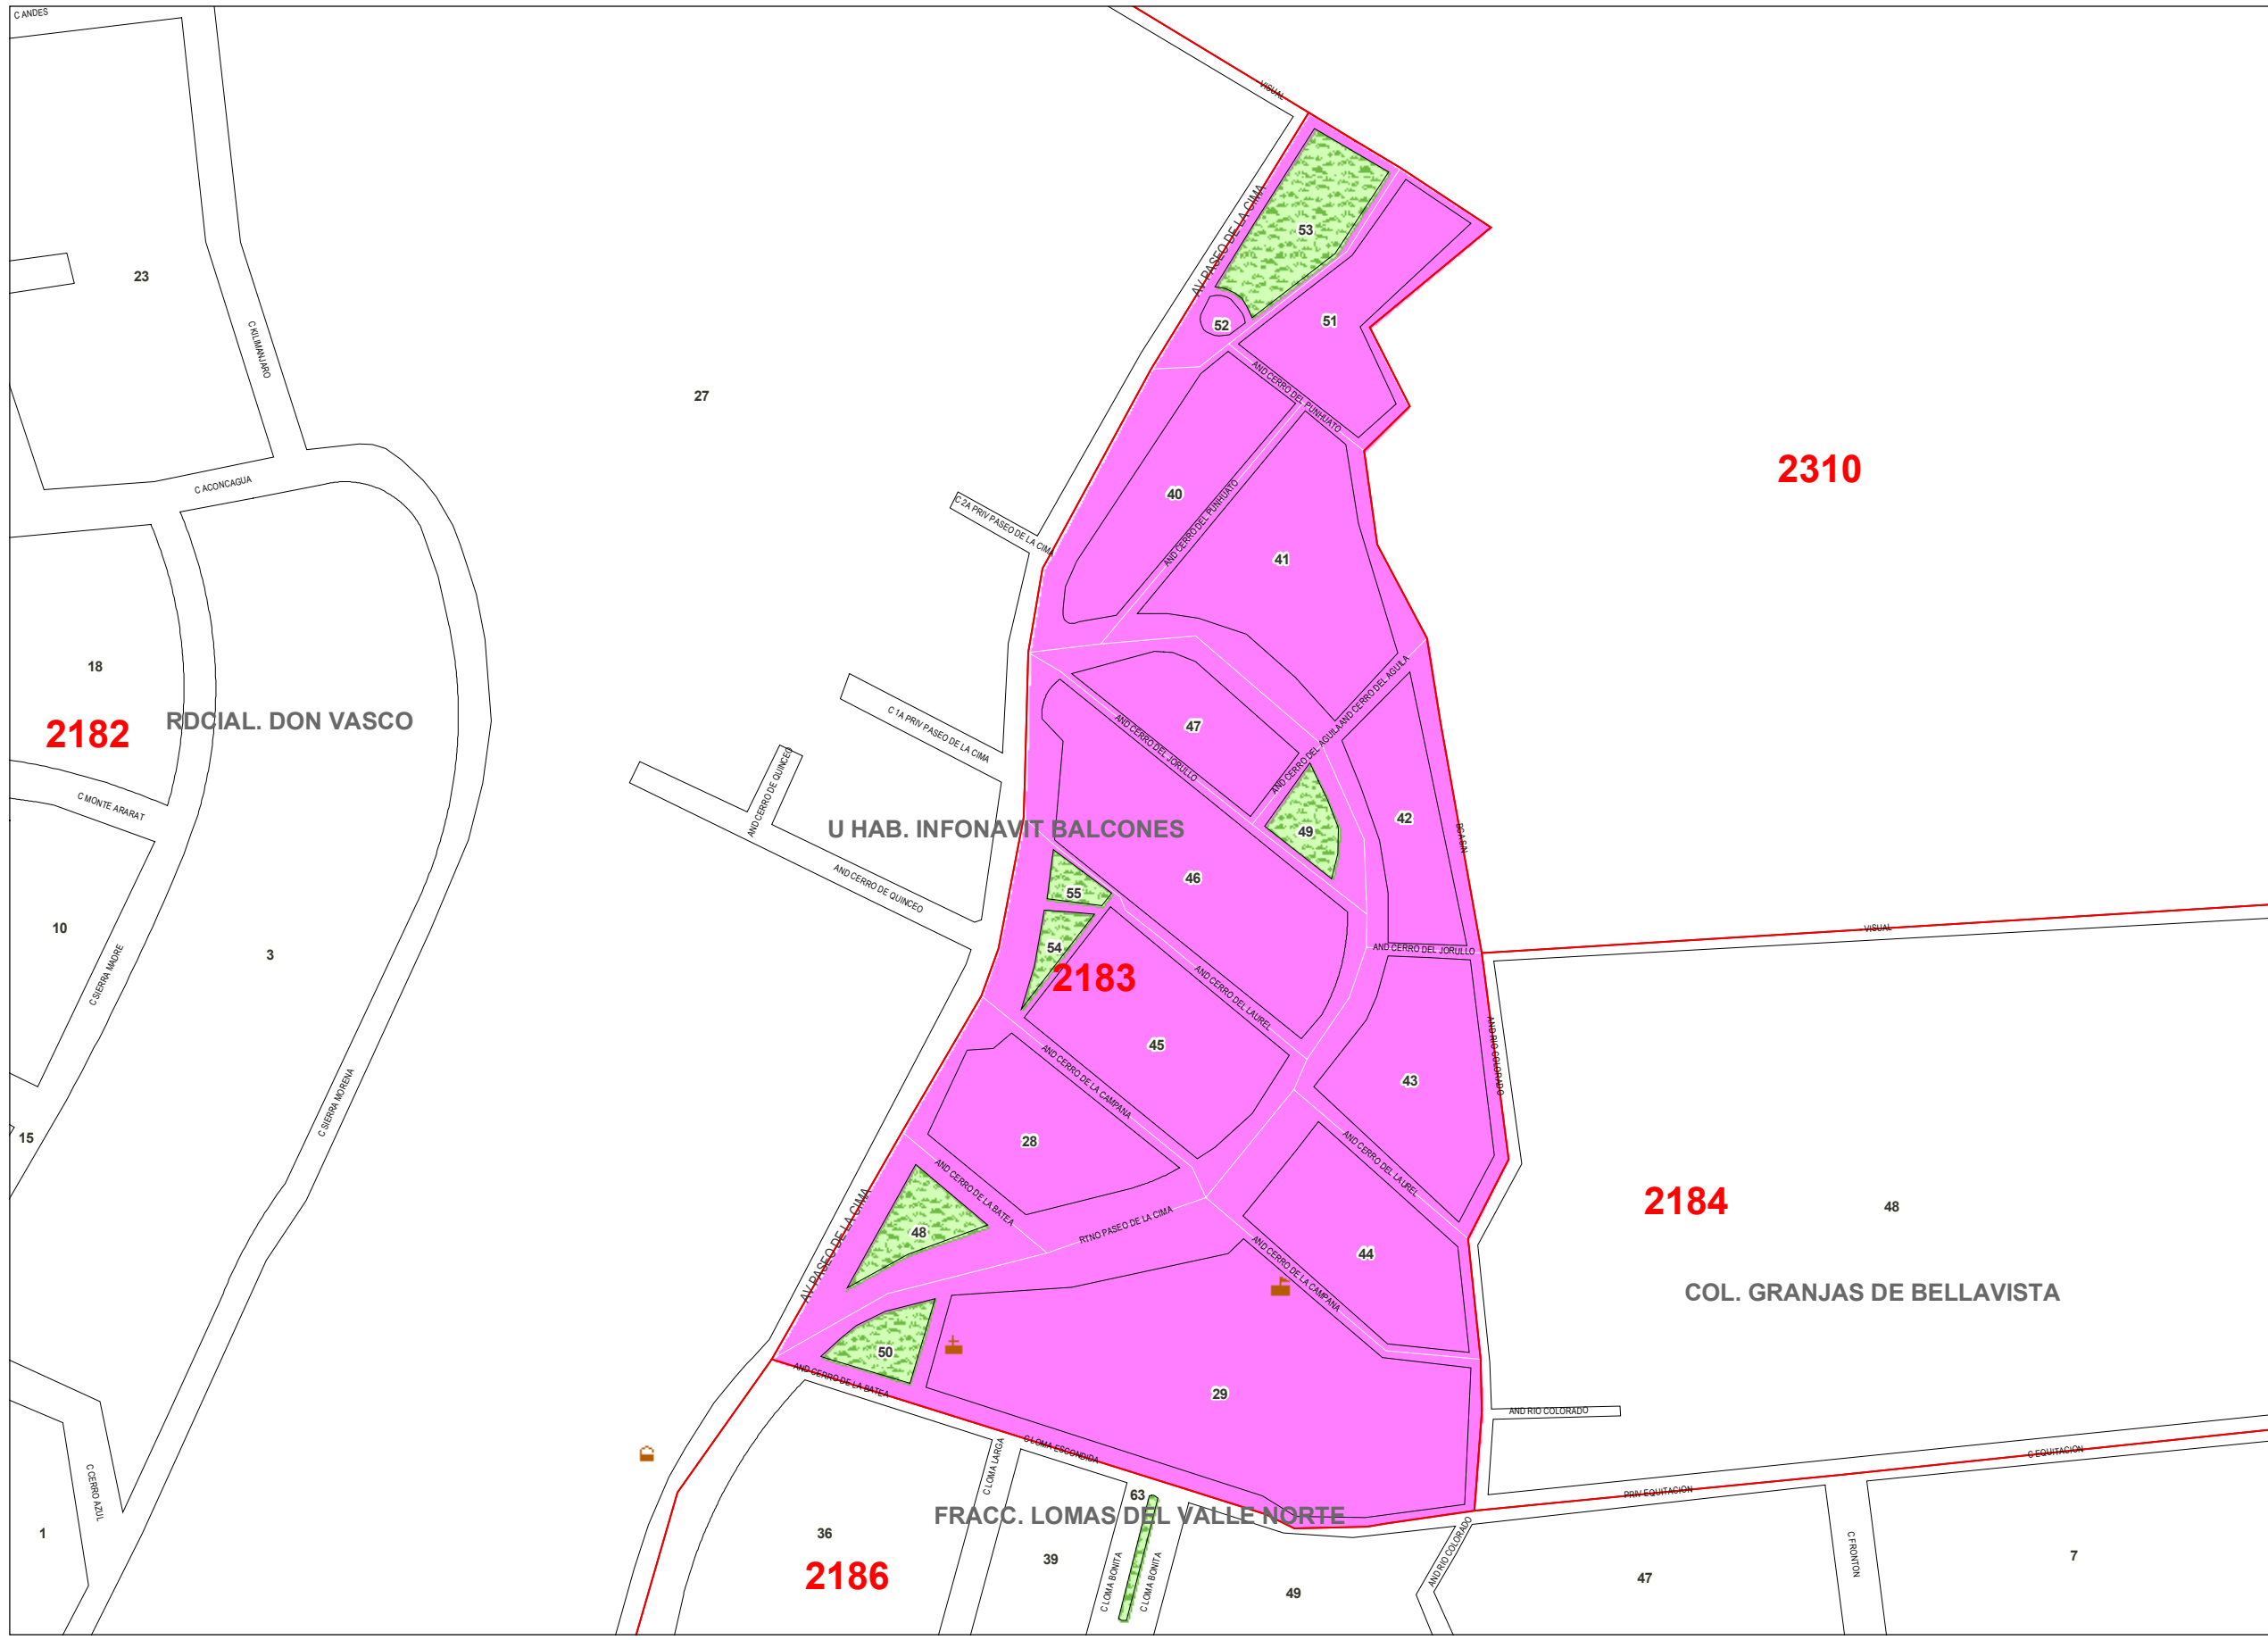 C ANDES
VISUAL
AV PASEO DE LA CIMA
53
23
52
51
C KILIMANJARO
AND CERRO DEL PUNHUATO
27
2310
C ACONCAGUA
40
C 2A PRIV PASEO DE LA CIMA
AND CERRO DEL PUNHUATO
41
18
2182
RDCIAL. DON VASCO
C 1A PRIV PASEO DE LA CIMA
47
AND CERRO DEL JORULLO
AND CERRO DEL AGUILA
AND CERRO DEL AGUILA
AND CERRO DE QUINCEO
C MONTE ARARAT
U HAB. INFONAVIT BALCONES
49
42
BCA S/N
46
55
AND CERRO DE QUINCEO
10
3
C SIERRA MADRE
54
2183
AND CERRO DEL JORULLO
VISUAL
AND CERRO DEL LAUREL
45
AND RIO COLORADO
43
C SIERRA MORENA
AND CERRO DE LA CAMPANA
15
28
AND CERRO DEL LAUREL
AND CERRO DE LA BATEA
2184
48
AV PASEO DE LA CIMA
48
RTNO PASEO DE LA CIMA
44
AND CERRO DE LA CAMPANA
COL. GRANJAS DE BELLAVISTA
50
AND CERRO DE LA BATEA
29
AND RIO COLORADO
C LOMA ESCONDIDA
C LOMA LARGA
C EQUITACION
PRIV EQUITACION
C CERRO AZUL
63
FRACC. LOMAS DEL VALLE NORTE
1
36
2186
39
C LOMA BONITA
C LOMA BONITA
49
AND RIO COLORADO
47
C FRONTON
7